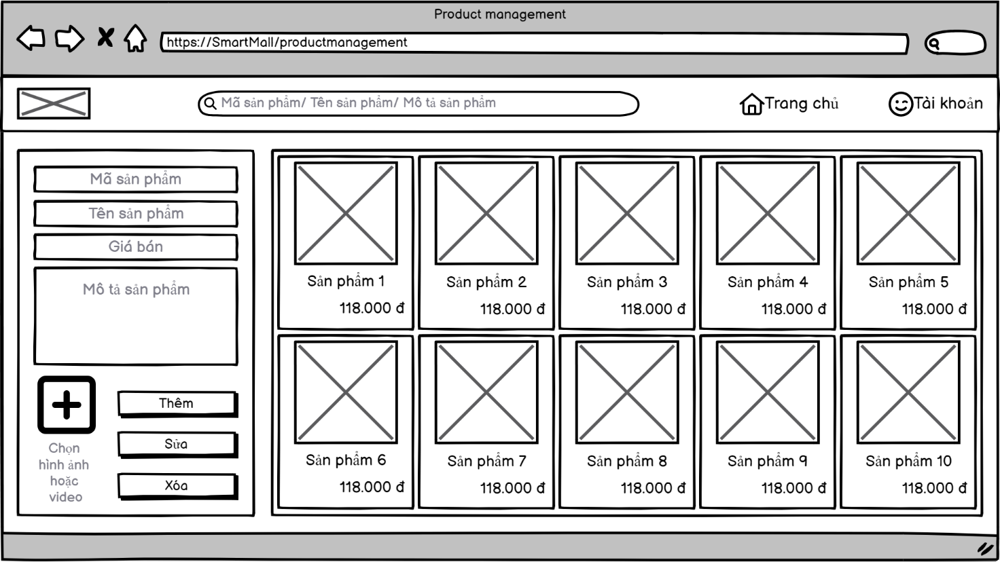 Product management
https://SmartMall/productmanagement
Mã sản phẩm/ Tên sản phẩm/ Mô tả sản phẩm
Trang chủ
Tài khoản
Mã sản phẩm
Tên sản phẩm
Giá bán
Mô tả sản phẩm
Chọn
hình ảnh
hoặc
video
Thêm
Sửa
Xóa
Sản phẩm 1
118.000 đ
Sản phẩm 2
118.000 đ
Sản phẩm 3
118.000 đ
Sản phẩm 4
118.000 đ
Sản phẩm 5
118.000 đ
Sản phẩm 6
118.000 đ
Sản phẩm 7
118.000 đ
Sản phẩm 8
118.000 đ
Sản phẩm 9
118.000 đ
Sản phẩm 10
118.000 đ